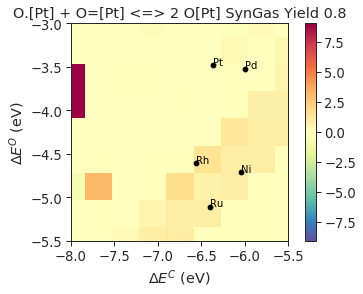 O.[Pt] + O=[Pt] <=> 2 O[Pt] SynGas Yield 0.8
−3.0
−3.5
−4.0
−4.5
−5.0
−5.5
ΔE^O (eV)
Pt
Pd
Rh
Ni
Ru
−8.0 −7.5 −7.0 −6.5 −6.0 −5.5
ΔE^C (eV)
7.5
5.0
2.5
0.0
−2.5
−5.0
−7.5